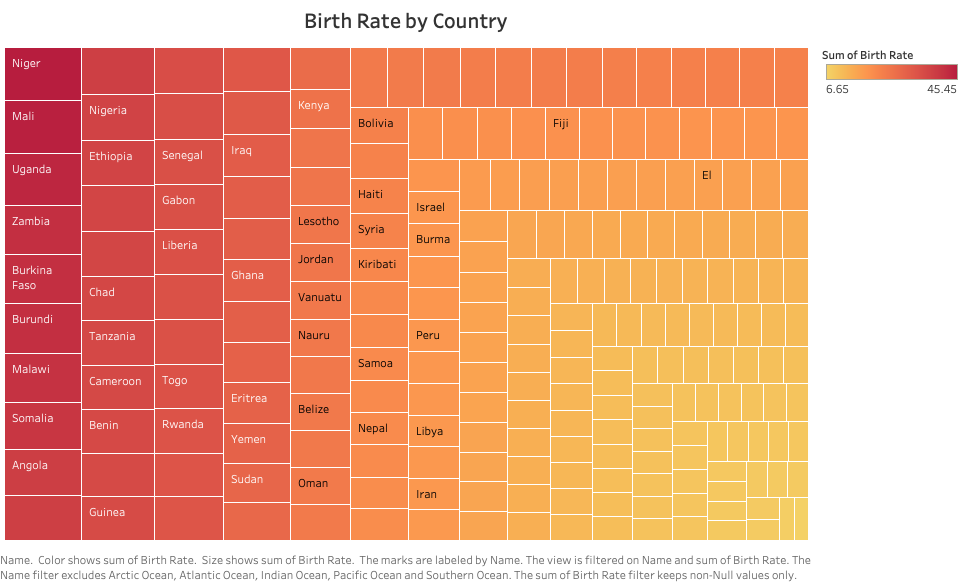 Birth Rate by Country
Sum of Birth Rate
6.65 45.45
Niger
Mali
Uganda
Zambia
Burkina
Faso
Burundi
Malawi
Somalia
Angola
Nigeria
Ethiopia
Chad
Tanzania
Cameroon
Benin
Guinea
Senegal
Gabon
Liberia
Togo
Rwanda
Iraq
Ghana
Eritrea
Yemen
Sudan
Kenya
Lesotho
Jordan
Vanuatu
Nauru
Belize
Oman
Bolivia
Haiti
Syria
Kiribati
Samoa
Nepal
Israel
Burma
Peru
Libya
Iran
Fiji
El
Name.  Color shows sum of Birth Rate.  Size shows sum of Birth Rate.  The marks are labeled by Name. The view is filtered on Name and sum of Birth Rate. The
Name filter excludes Arctic Ocean, Atlantic Ocean, Indian Ocean, Pacific Ocean and Southern Ocean. The sum of Birth Rate filter keeps non-Null values only.